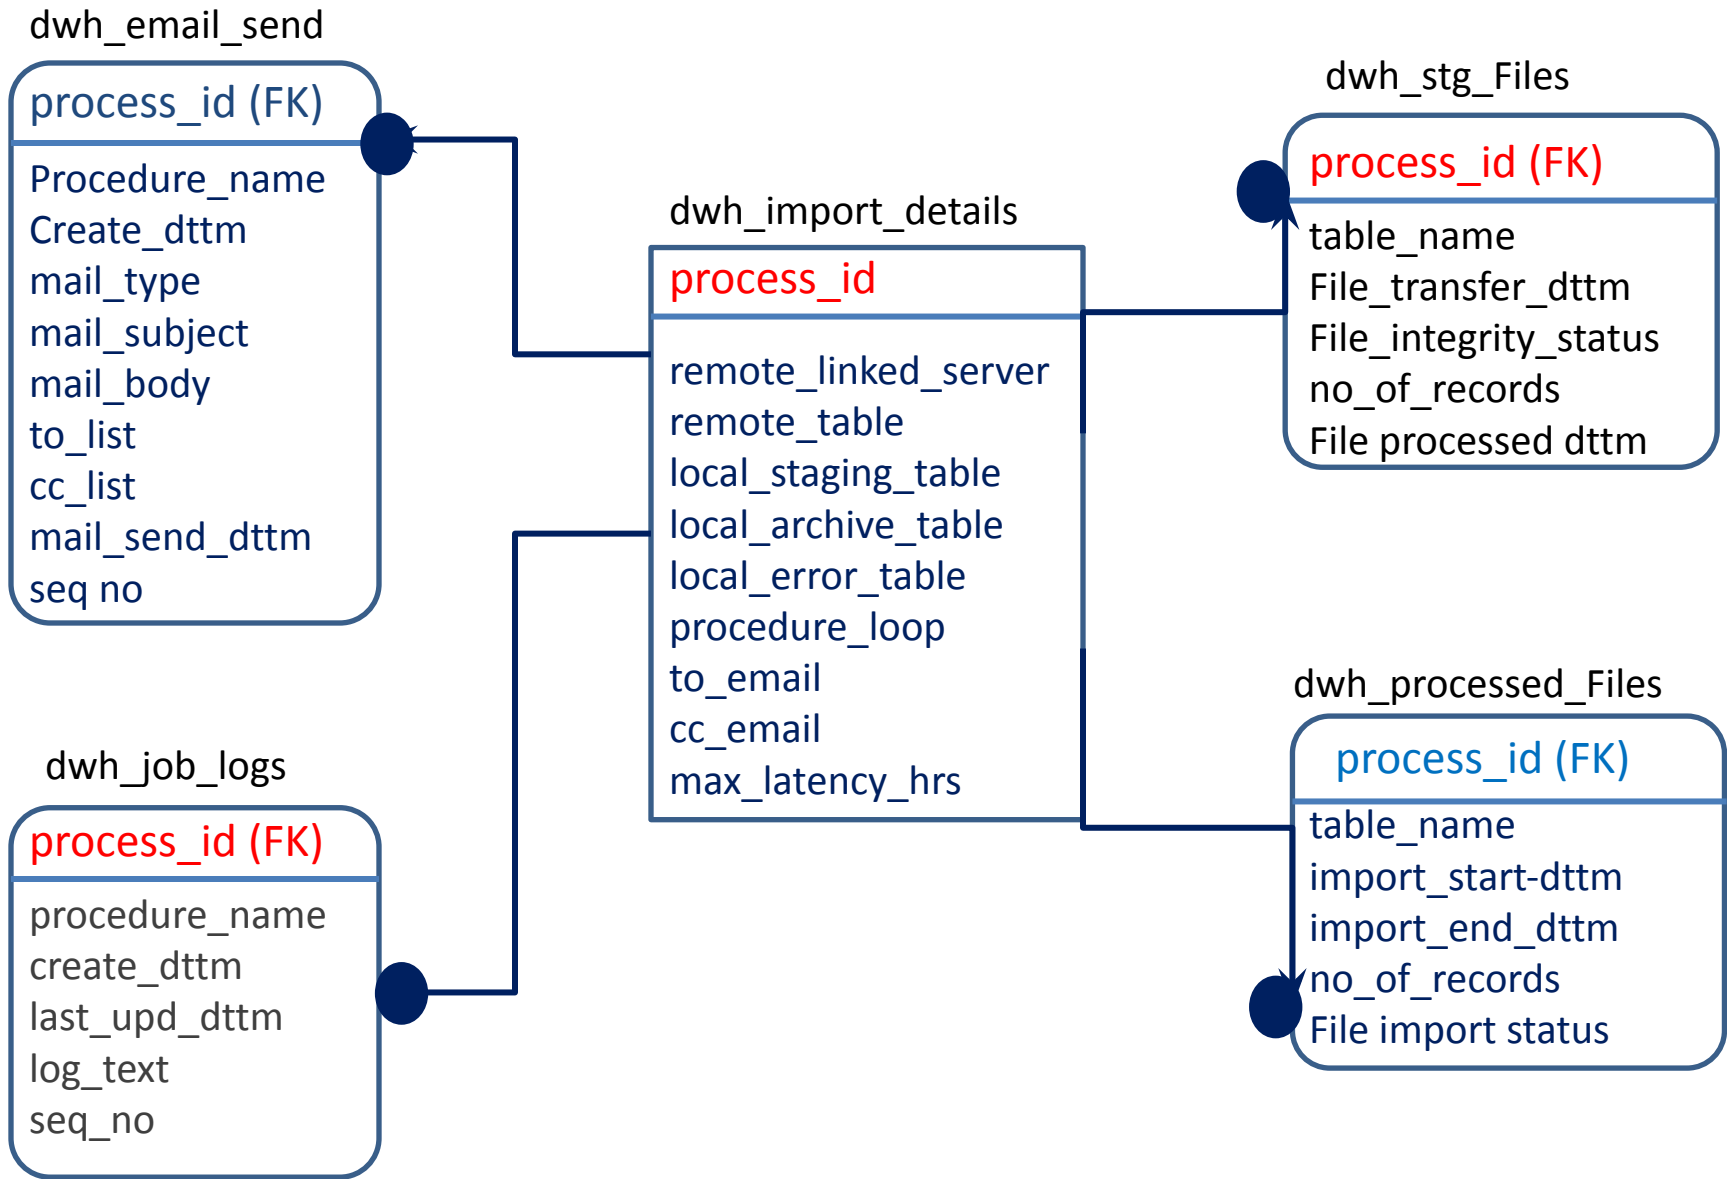 dwh_email_send
process_id (FK)
Procedure_name
Create_dttm
mail_type
mail_subject
mail_body
to_list
cc_list
mail_send_dttm
seq no
dwh_job_logs
process_id (FK)
procedure_name
create_dttm
last_upd_dttm
log_text
seq_no
dwh_import_details
process_id
remote_linked_server
remote_table
local_staging_table
local_archive_table
local_error_table
procedure_loop
to_email
cc_email
max_latency_hrs
dwh_stg_Files
process_id (FK)
table_name
File_transfer_dttm
File_integrity_status
no_of_records
File processed dttm
dwh_processed_Files
process_id (FK)
table_name
import_start-dttm
import_end_dttm
no_of_records
File import status